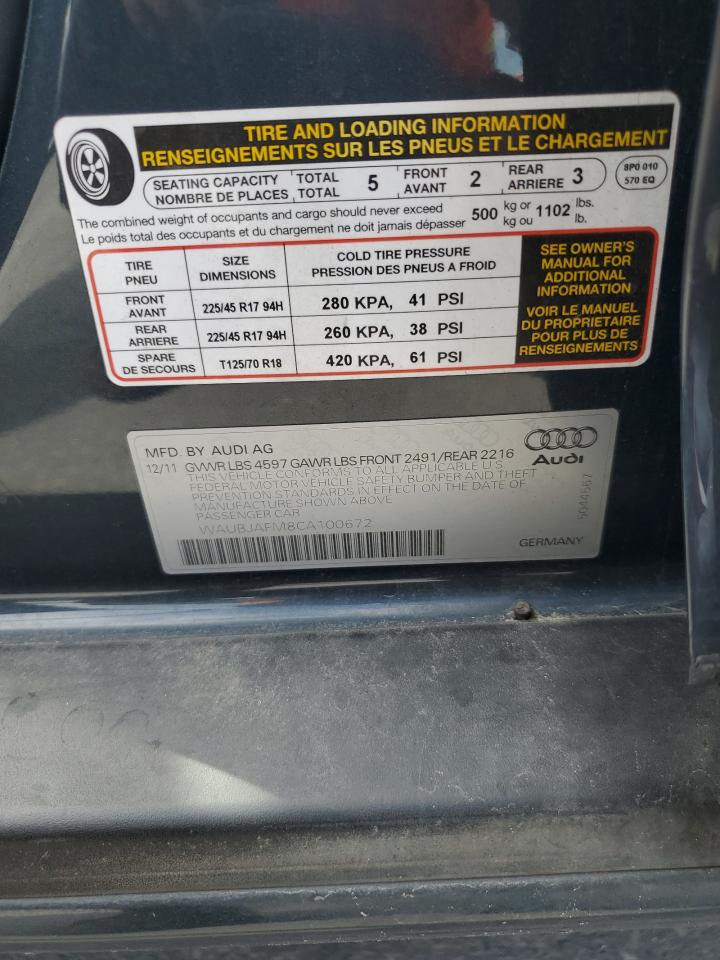 TIRE AND LOADING INFORMATION
RENSEIGNEMENTS SUR LES PNEUS ET LE CHARGEMENT
SEATING CAPACITY TOTAL 5 FRONT 2 REAR 3
NOMBRE DE PLACES TOTAL AVANT ARRIERE
8P0 010
570 EQ
The combined weight of occupants and cargo should never exceed 500 kg or 1102 lbs.
Le poids total des occupants et du chargement ne doit jamais dépasser kg ou lb.
TIRE SIZE COLD TIRE PRESSURE
PNEU DIMENSIONS PRESSION DES PNEUS A FROID
FRONT
AVANT 225/45 R17 94H 280 KPA, 41 PSI
REAR
ARRIERE 225/45 R17 94H 260 KPA, 38 PSI
SPARE
DE SECOURS T125/70 R18 420 KPA, 61 PSI
SEE OWNER'S
MANUAL FOR
ADDITIONAL
INFORMATION
VOIR LE MANUEL
DU PROPRIETAIRE
POUR PLUS DE
RENSEIGNEMENTS
MFD. BY AUDI AG
12/11 GVWR LBS 4597 GAWR LBS FRONT 2491/REAR 2216
THIS VEHICLE CONFORMS TO ALL APPLICABLE U.S.
FEDERAL MOTOR VEHICLE SAFETY BUMPER AND THEFT
PREVENTION STANDARDS IN EFFECT ON THE DATE OF
MANUFACTURE SHOWN ABOVE
PASSENGER CAR
WAUBJAFM8CA100672
Audi
5044567
GERMANY